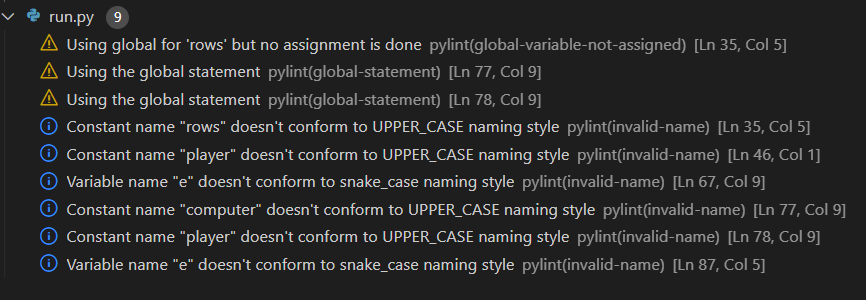 run.py 9
Using global for 'rows' but no assignment is done pylint(global-variable-not-assigned) [Ln 35, Col 5]
Using the global statement pylint(global-statement) [Ln 77, Col 9]
Using the global statement pylint(global-statement) [Ln 78, Col 9]
Constant name "rows" doesn't conform to UPPER_CASE naming style pylint(invalid-name) [Ln 35, Col 5]
Constant name "player" doesn't conform to UPPER_CASE naming style pylint(invalid-name) [Ln 46, Col 1]
Variable name "e" doesn't conform to snake_case naming style pylint(invalid-name) [Ln 67, Col 9]
Constant name "computer" doesn't conform to UPPER_CASE naming style pylint(invalid-name) [Ln 77, Col 9]
Constant name "player" doesn't conform to UPPER_CASE naming style pylint(invalid-name) [Ln 78, Col 9]
Variable name "e" doesn't conform to snake_case naming style pylint(invalid-name) [Ln 87, Col 5]